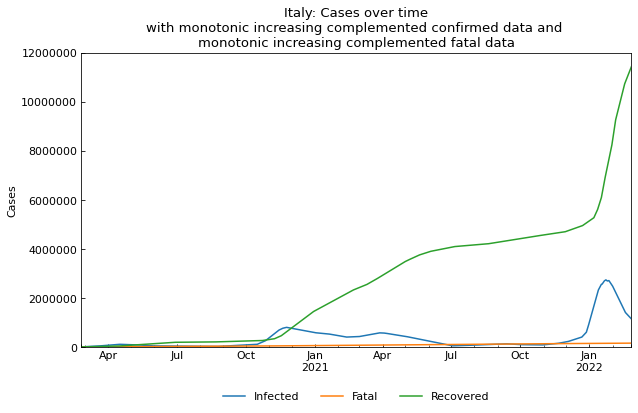 Italy: Cases over time
with monotonic increasing complemented confirmed data and
monotonic increasing complemented fatal data
12000000
10000000
8000000
6000000
4000000
2000000
0
Cases
Apr Jul Oct Jan Apr Jul Oct Jan
2021 2022
Infected Fatal Recovered